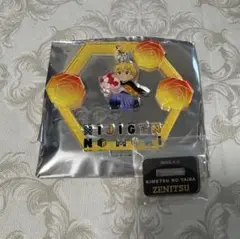 NIJIGEN
NO MORI
KIMETSU NO YAIBA
ZENITSU